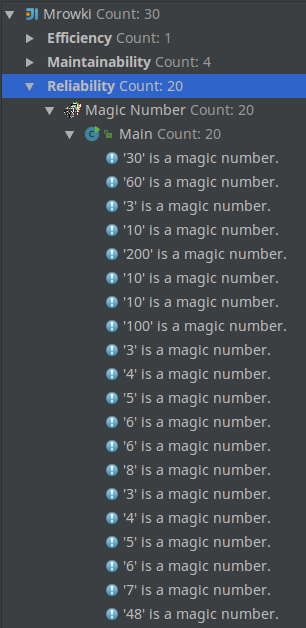 Mrowki Count: 30
Efficiency Count: 1
Maintainability Count: 4
Reliability Count: 20
Magic Number Count: 20
Main Count: 20
'30' is a magic number.
'60' is a magic number.
'3' is a magic number.
'10' is a magic number.
'200' is a magic number.
'10' is a magic number.
'10' is a magic number.
'100' is a magic number.
'3' is a magic number.
'4' is a magic number.
'5' is a magic number.
'6' is a magic number.
'6' is a magic number.
'8' is a magic number.
'3' is a magic number.
'4' is a magic number.
'5' is a magic number.
'6' is a magic number.
'7' is a magic number.
'48' is a magic number.